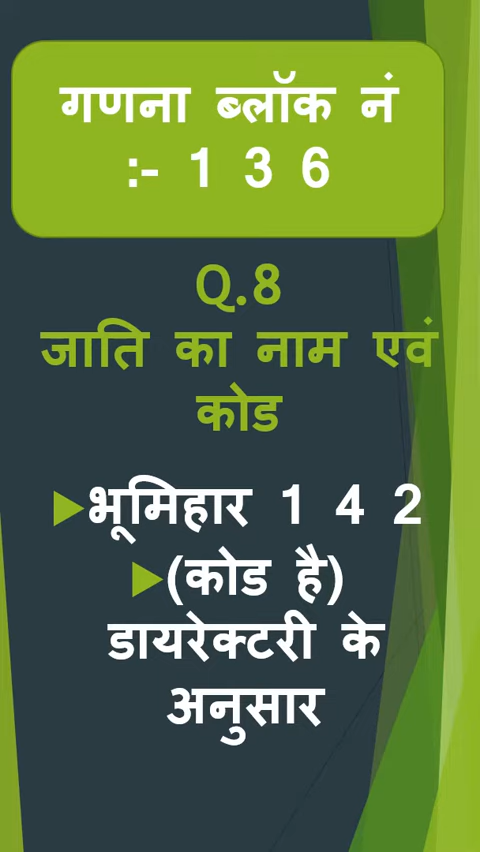 गणना ब्लॉक नं
:- 1 3 6
Q.8
जाति का नाम एवं
कोड
भूमिहार 1 4 2
(कोड है)
डायरेक्टरी के
अनुसार